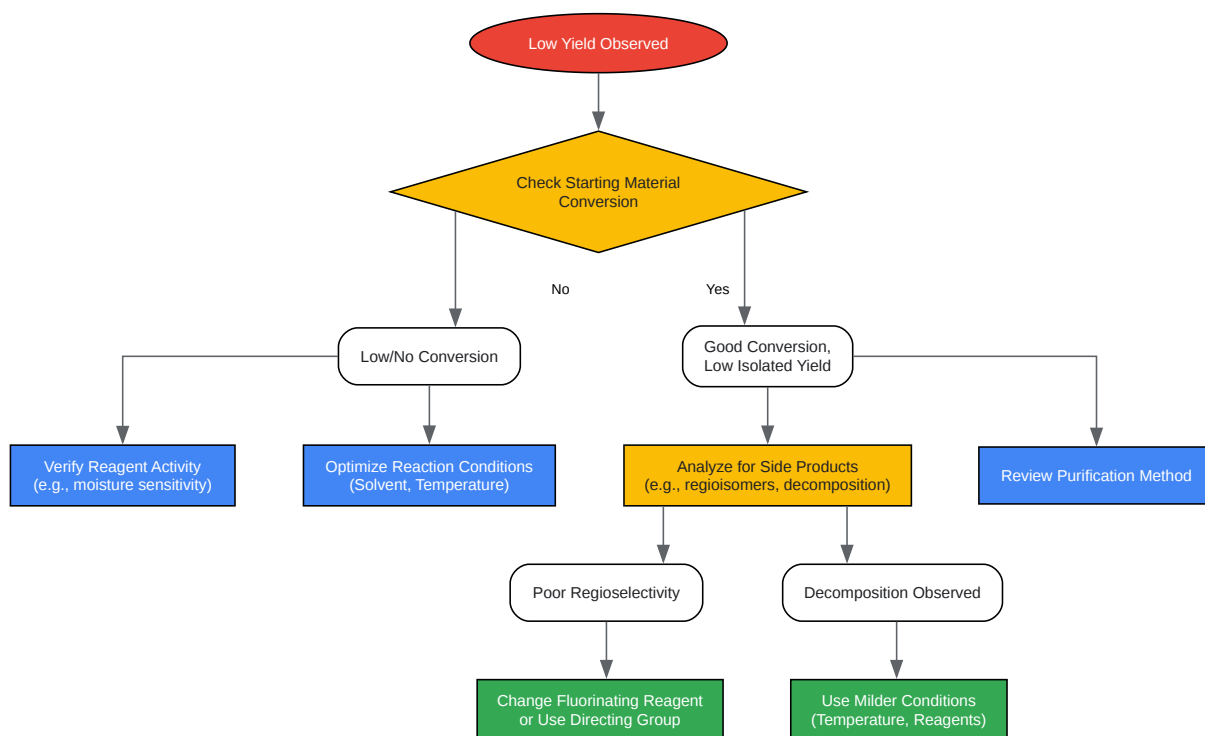 Low Yield Observed
Check Starting Material
Conversion
No
Yes
Low/No Conversion
Good Conversion,
Low Isolated Yield
Verify Reagent Activity
(e.g., moisture sensitivity)
Optimize Reaction Conditions
(Solvent, Temperature)
Analyze for Side Products
(e.g., regioisomers, decomposition)
Review Purification Method
Poor Regioselectivity
Decomposition Observed
Change Fluorinating Reagent
or Use Directing Group
Use Milder Conditions
(Temperature, Reagents)